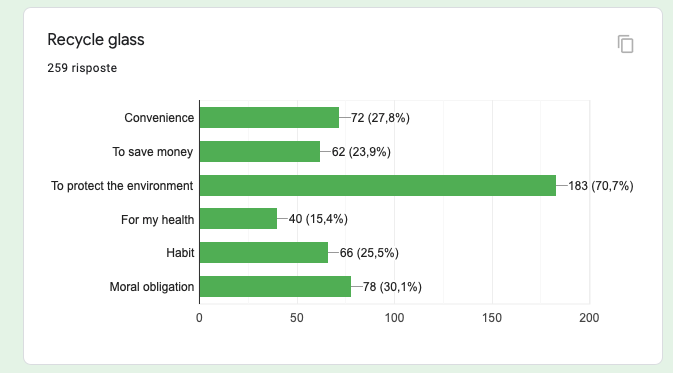 Recycle glass
259 risposte
Convenience 72 (27,8%)
To save money 62 (23,9%)
To protect the environment 183 (70,7%)
For my health 40 (15,4%)
Habit 66 (25,5%)
Moral obligation 78 (30,1%)
0 50 100 150 200